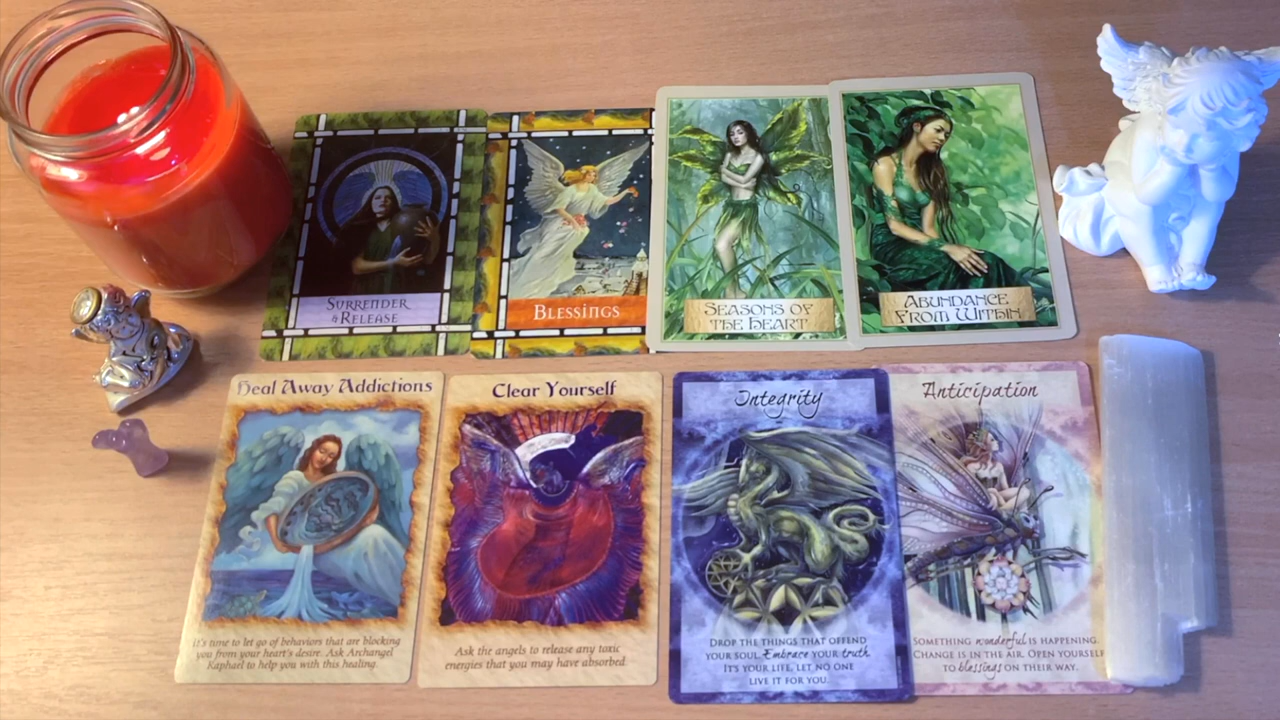 SURRENDER
& RELEASE
BLESSINGS
SEASONS OF
THE HEART
ABUNDANCE
FROM WITHIN
Heal Away Addictions
It's time to let go of behaviors that are blocking
you from your heart's desire. Ask Archangel
Raphael to help you with this healing.
Clear Yourself
Ask the angels to release any toxic
energies that you may have absorbed.
Integrity
DROP THE THINGS THAT OFFEND
YOUR SOUL. Embrace YOUR truth.
IT'S YOUR LIFE, LET NO ONE
LIVE IT FOR YOU.
Anticipation
SOMETHING wonderful IS HAPPENING.
CHANGE IS IN THE AIR. OPEN YOURSELF
TO blessings ON THEIR WAY.